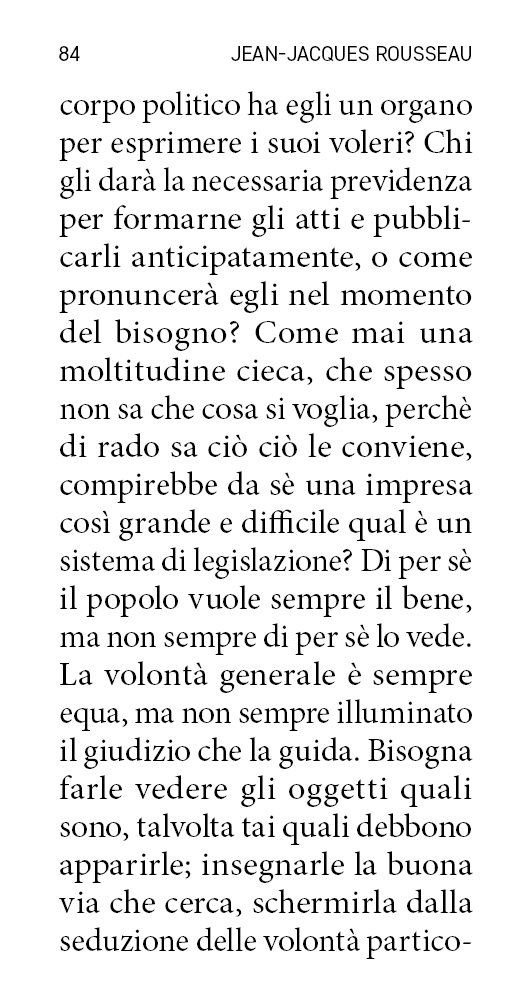 84 JEAN-JACQUES ROUSSEAU
corpo politico ha egli un organo
per esprimere i suoi voleri? Chi
gli darà la necessaria previdenza
per formarne gli atti e pubbli-
carli anticipatamente, o come
pronuncerà egli nel momento
del bisogno? Come mai una
moltitudine cieca, che spesso
non sa che cosa si voglia, perchè
di rado sa ciò ciò le conviene,
compirebbe da sè una impresa
così grande e difficile qual è un
sistema di legislazione? Di per sè
il popolo vuole sempre il bene,
ma non sempre di per sè lo vede.
La volontà generale è sempre
equa, ma non sempre illuminato
il giudizio che la guida. Bisogna
farle vedere gli oggetti quali
sono, talvolta tai quali debbono
apparirle; insegnarle la buona
via che cerca, schermirla dalla
seduzione delle volontà partico-